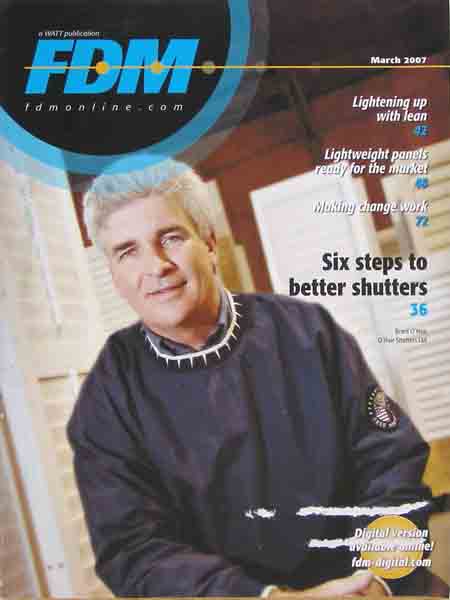 a WATT publication
FDM
fdmonline.com
March 2007
Lightening up
with lean
42
Lightweight panels
ready for the market
48
Making change work
72
Six steps to
better shutters
36
Brent O'Hair
O'Hair Shutters Ltd
Digital version
available online!
fdm-digital.com